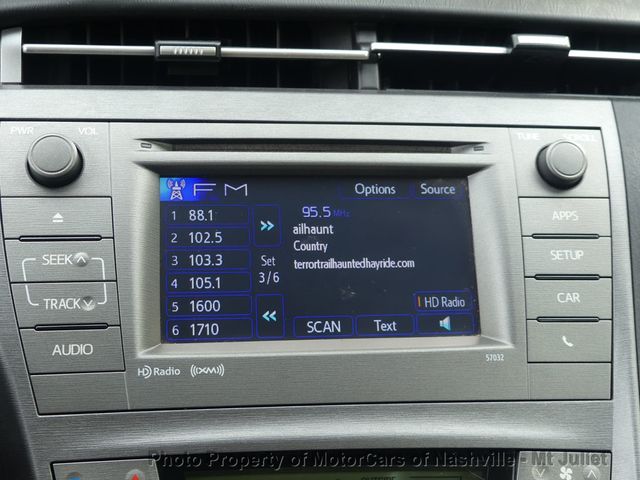 PWR VOL
TUNE SCROLL
FM
Options
Source
1 88.1
2 102.5
3 103.3
4 105.1
5 1600
6 1710
Set
3/6
95.5 MHz
ailhaunt
Country
terrortrailhauntedhayride.com
HD Radio
SCAN
Text
SEEK
TRACK
AUDIO
APPS
SETUP
CAR
HD Radio
XM
57032
Photo Property of MotorCars of Nashville - Mt Juliet
OUTSIDE